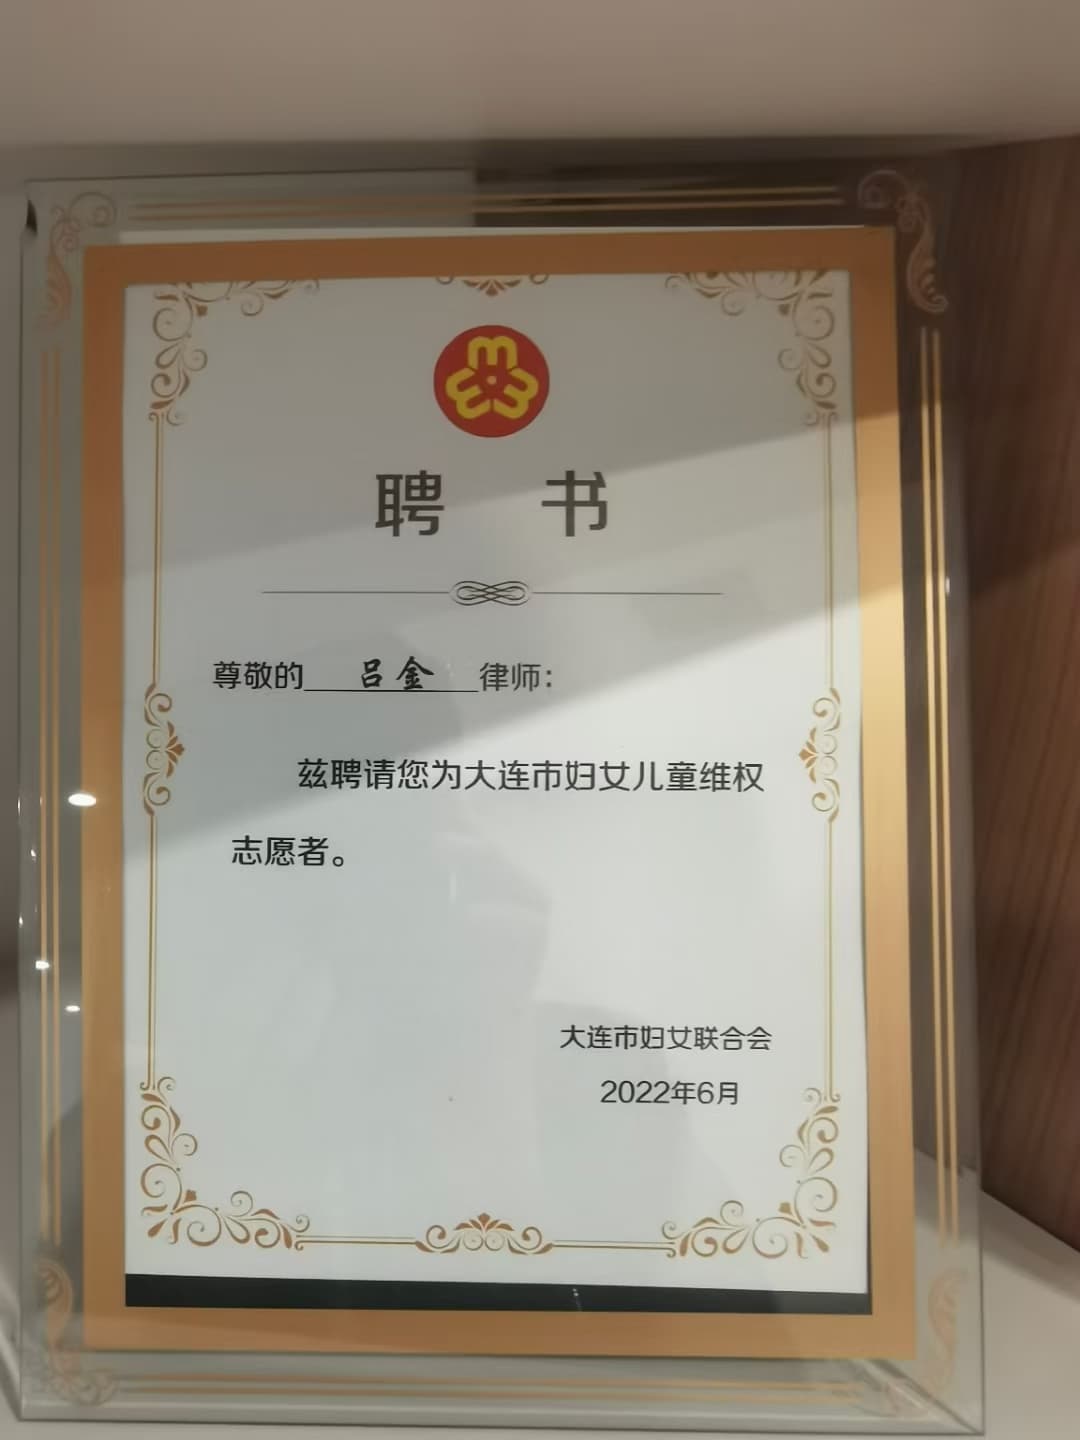 聘 书
尊敬的 吕金 律师：
兹聘请您为大连市妇女儿童维权
志愿者。
大连市妇女联合会
2022年6月